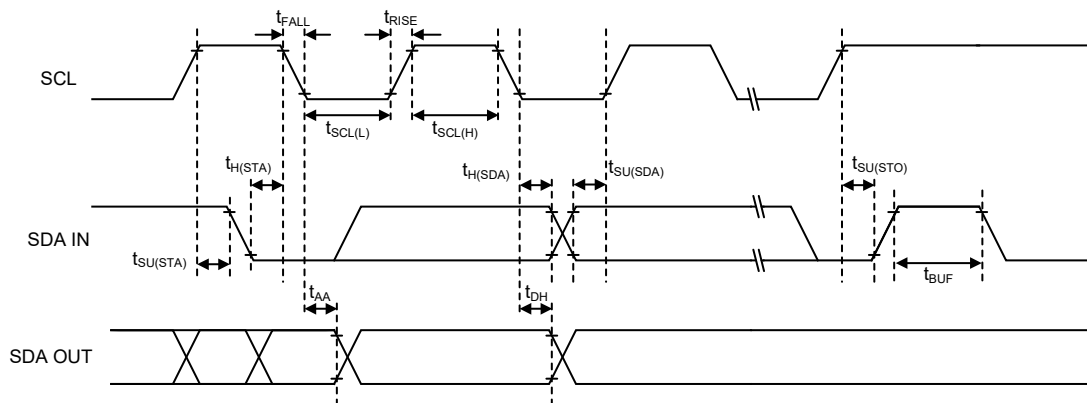 tFALL
tRISE
SCL
tSCL(L)
tSCL(H)
tH(STA)
tH(SDA)
tSU(SDA)
tSU(STO)
SDA IN
tSU(STA)
tBUF
tAA
tDH
SDA OUT